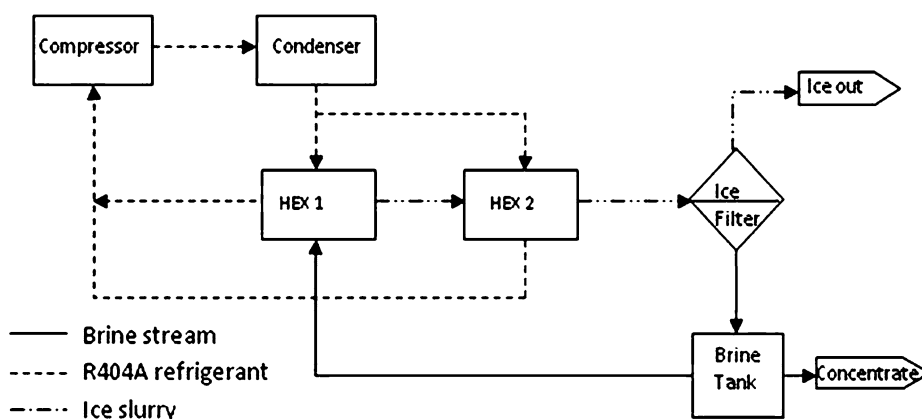 Compressor
Condenser
Ice out
HEX 1
HEX 2
Ice
Filter
Brine stream
R404A refrigerant
Ice slurry
Brine
Tank
Concentrate